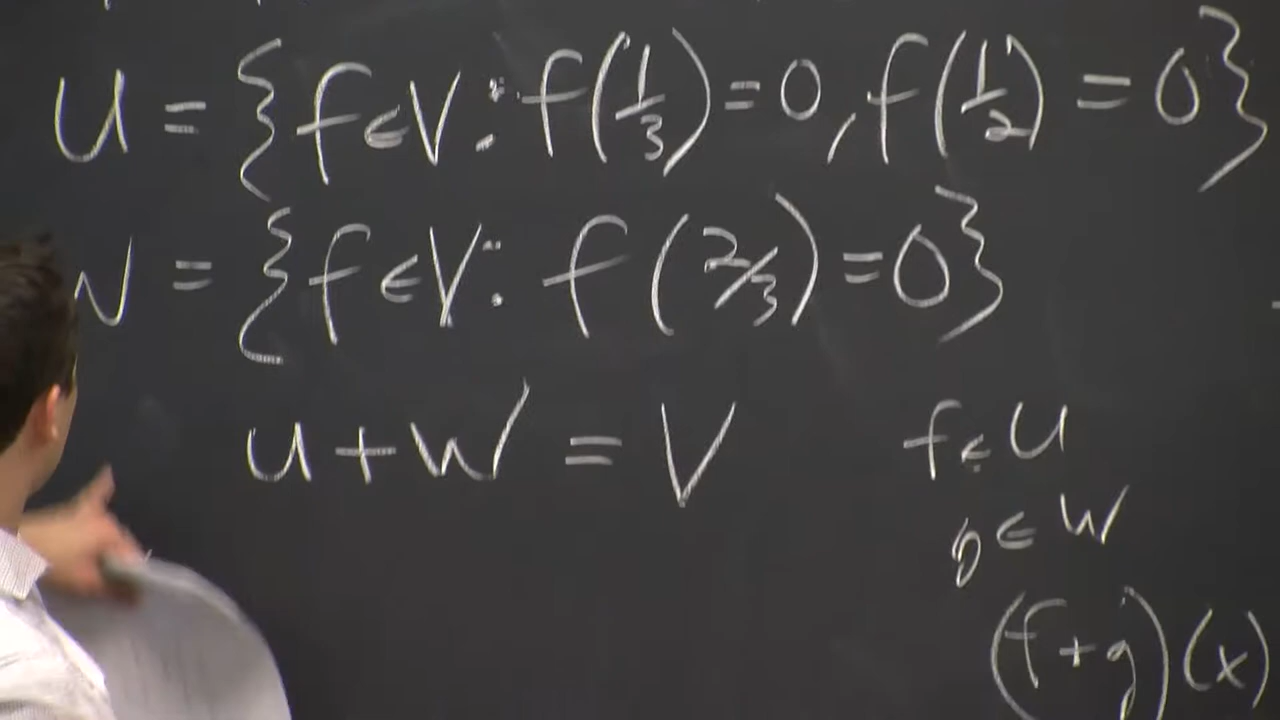 U = {f ∈ V : f(1/3) = 0, f(1/2) = 0}
W = {f ∈ V : f(2/3) = 0}
U + W = V
f ∈ U
g ∈ W
(f + g)(x)